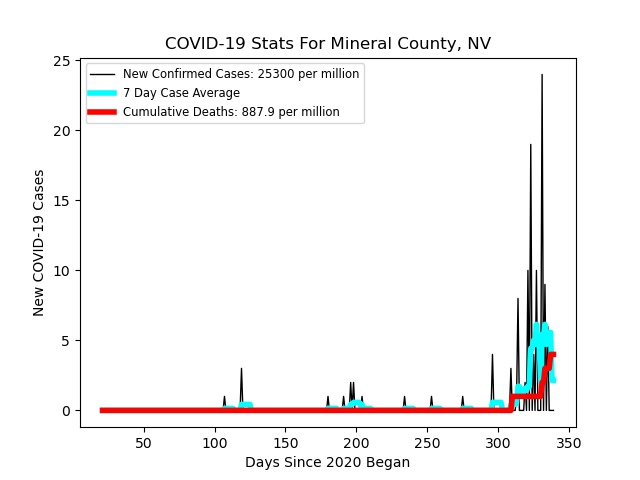 COVID-19 Stats For Mineral County, NV
New Confirmed Cases: 25300 per million
7 Day Case Average
Cumulative Deaths: 887.9 per million
New COVID-19 Cases
25
20
15
10
5
0
50 100 150 200 250 300 350
Days Since 2020 Began